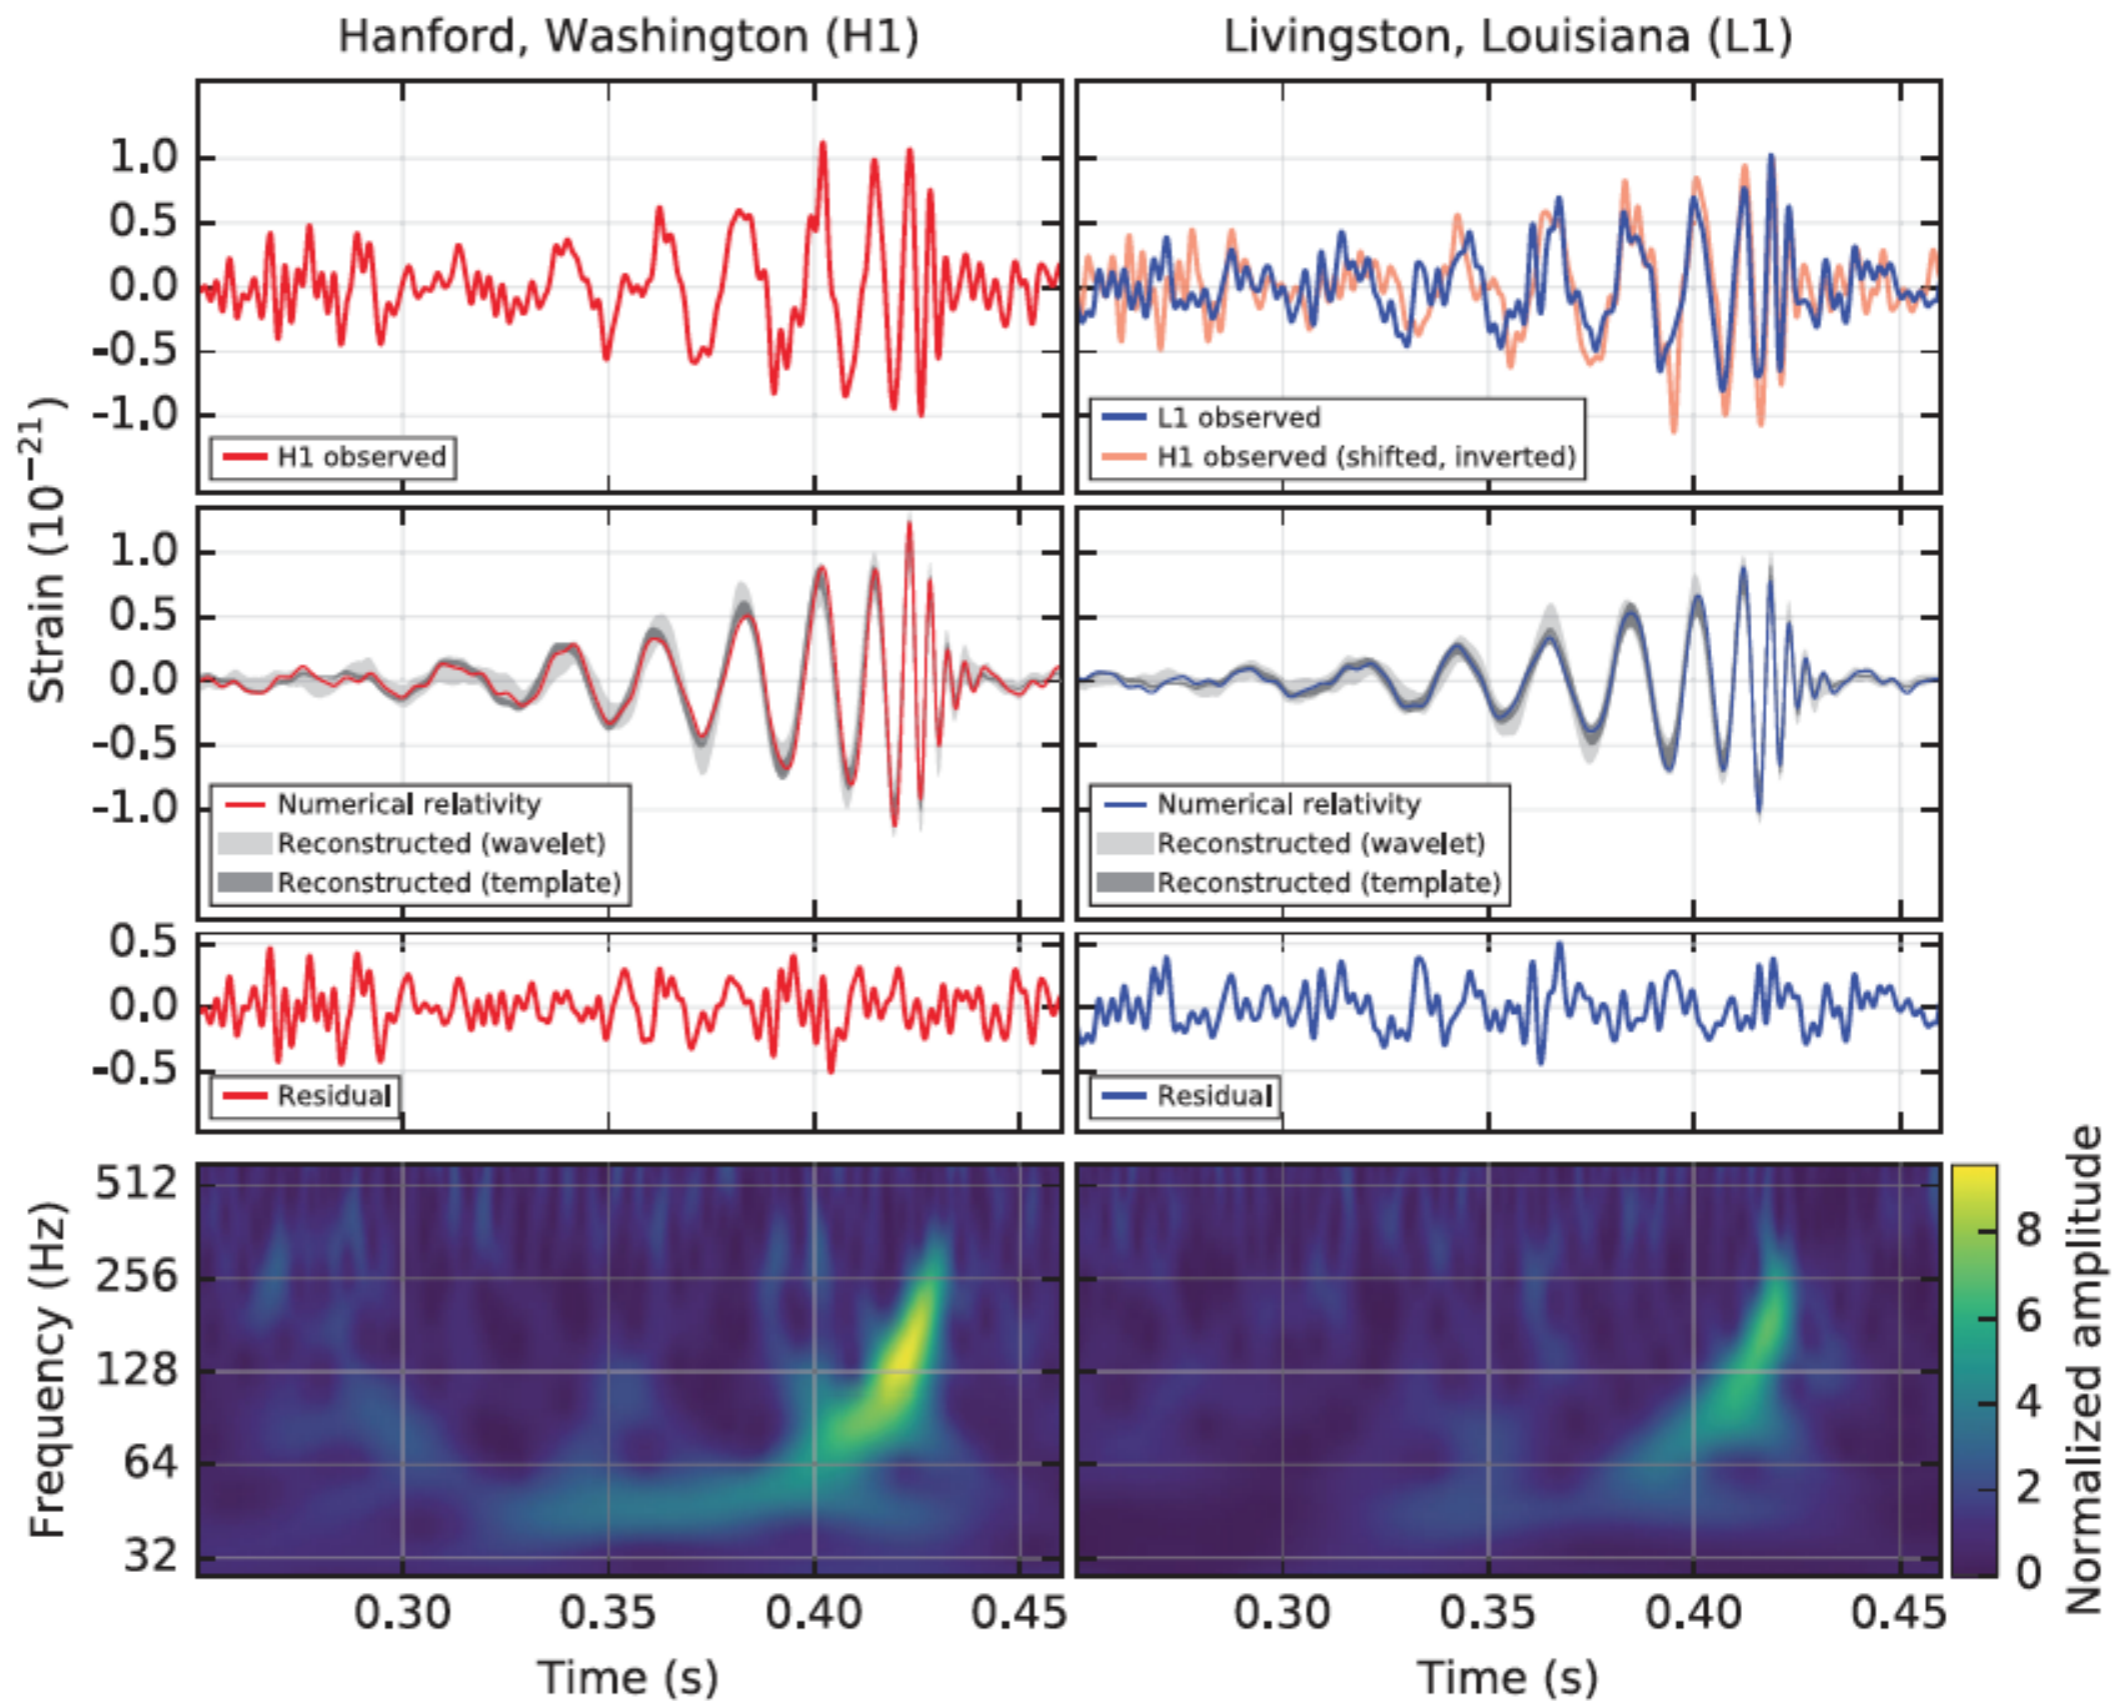 Hanford, Washington (H1)
Livingston, Louisiana (L1)
Strain (10⁻²¹)
1.0
0.5
0.0
-0.5
-1.0
H1 observed
L1 observed
H1 observed (shifted, inverted)
1.0
0.5
0.0
-0.5
-1.0
Numerical relativity
Reconstructed (wavelet)
Reconstructed (template)
Numerical relativity
Reconstructed (wavelet)
Reconstructed (template)
0.5
0.0
-0.5
Residual
Residual
Frequency (Hz)
512
256
128
64
32
8
6
4
2
0
Normalized amplitude
0.30 0.35 0.40 0.45
0.30 0.35 0.40 0.45
Time (s)
Time (s)